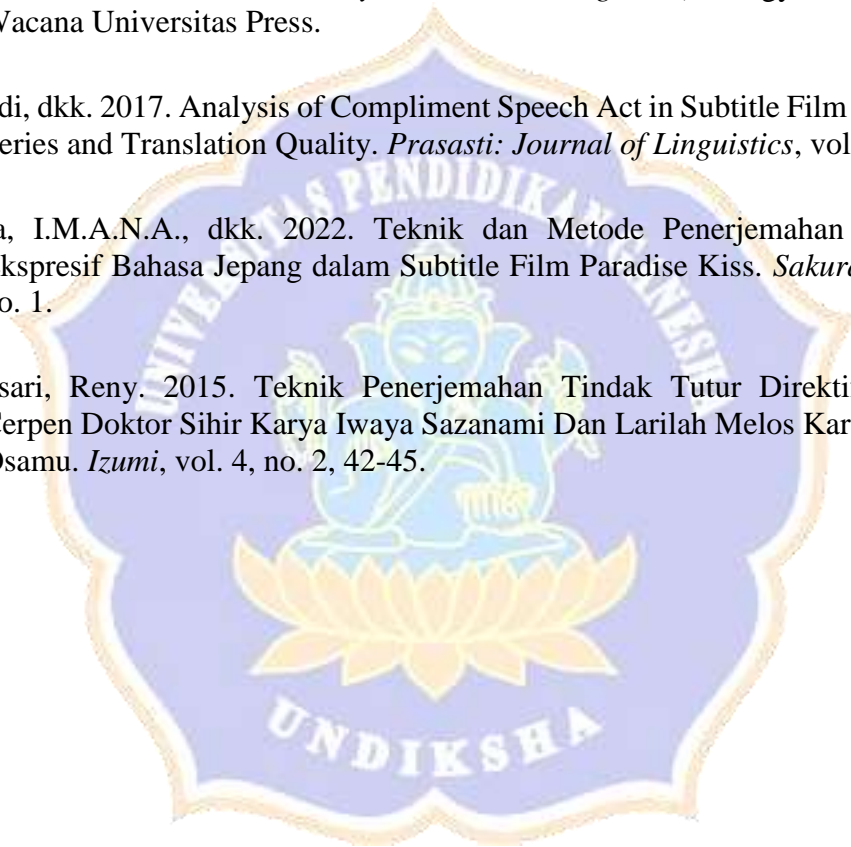 Wacana Universitas Press.
di, dkk. 2017. Analysis of Compliment Speech Act in Subtitle Film
eries and Translation Quality. Prasasti: Journal of Linguistics, vol
a, I.M.A.N.A., dkk. 2022. Teknik dan Metode Penerjemahan
kspresif Bahasa Jepang dalam Subtitle Film Paradise Kiss. Sakura
o. 1.
sari, Reny. 2015. Teknik Penerjemahan Tindak Tutur Direktif
Cerpen Doktor Sihir Karya Iwaya Sazanami Dan Larilah Melos Kar
Osamu. Izumi, vol. 4, no. 2, 42-45.
UNIVERSITAS PENDIDIKAN GANESHA
UNDIKSHA